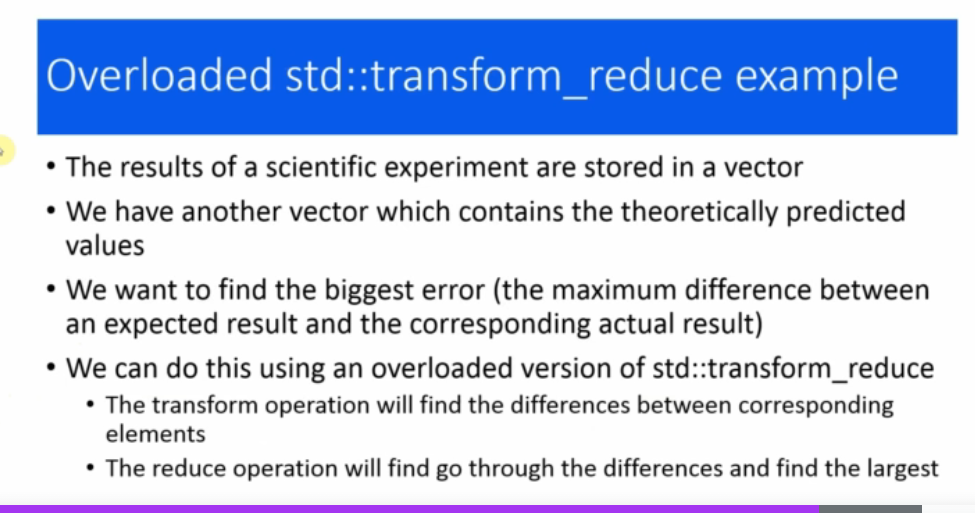 Overloaded std::transform_reduce example
• The results of a scientific experiment are stored in a vector
• We have another vector which contains the theoretically predicted
values
• We want to find the biggest error (the maximum difference between
an expected result and the corresponding actual result)
• We can do this using an overloaded version of std::transform_reduce
• The transform operation will find the differences between corresponding
elements
• The reduce operation will find go through the differences and find the largest